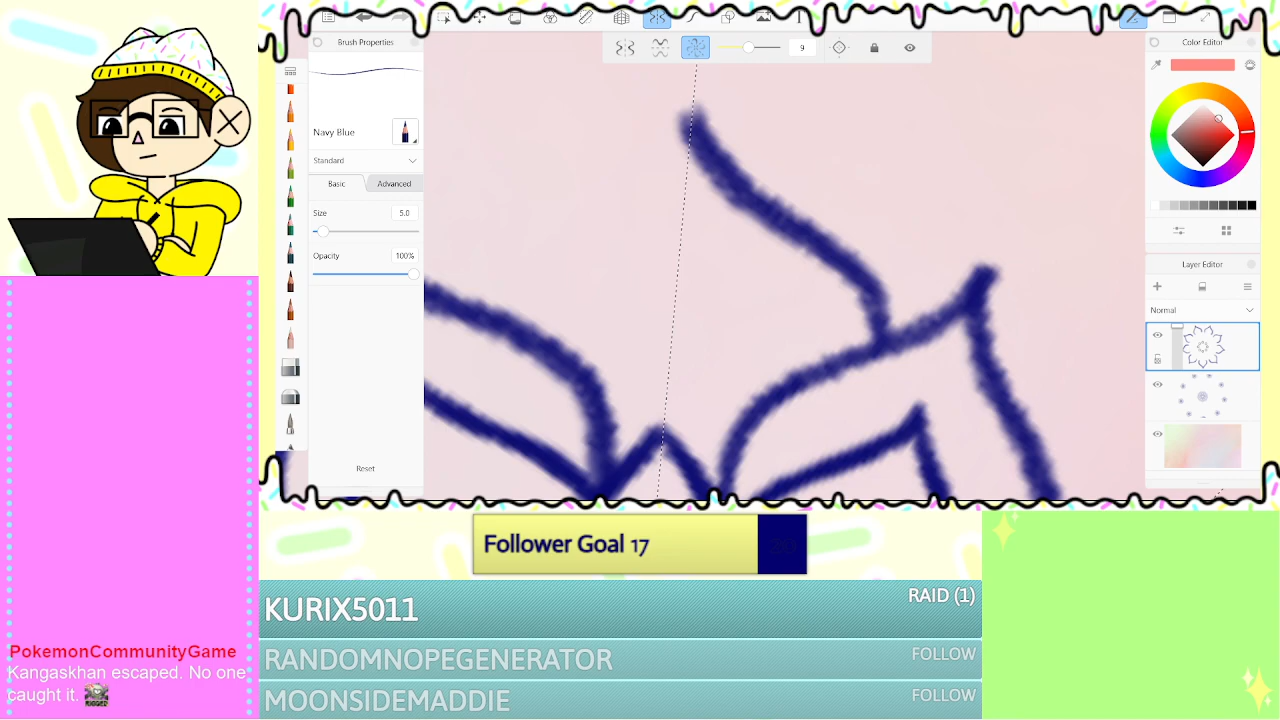 Brush Properties
9
Color Editor
Navy Blue
Standard
Basic
Advanced
Size
5.0
Opacity
100%
Reset
Layer Editor
Normal
Follower Goal 17
KURIX5011
RAID (1)
RANDOMNOPEGENERATOR
FOLLOW
MOONSIDEMADDIE
FOLLOW
PokemonCommunityGame
Kangaskhan escaped. No one
caught it.